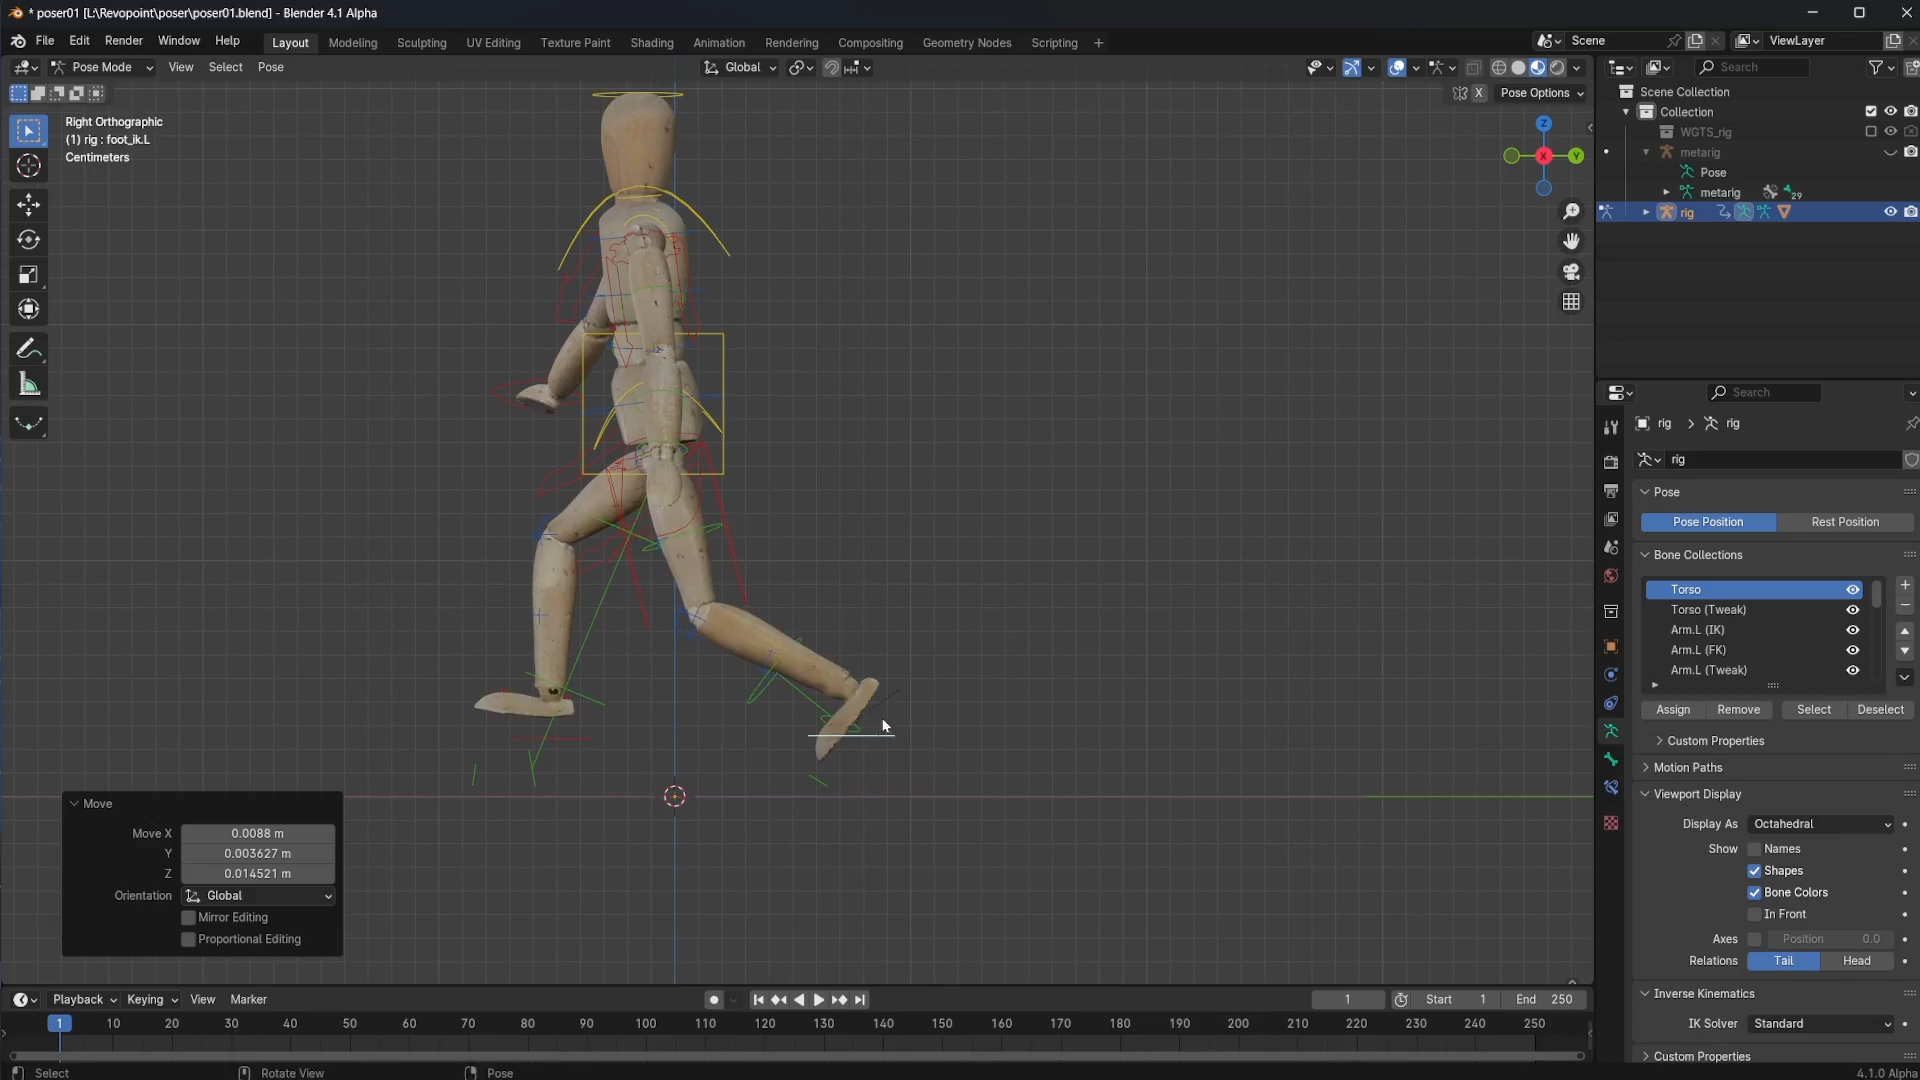 * poser01 [L:\Revopoint\poser\poser01.blend] - Blender 4.1 Alpha
File Edit Render Window Help Layout Modeling Sculpting UV Editing Texture Paint Shading Animation Rendering Compositing Geometry Nodes Scripting + Scene ViewLayer
Pose Mode View Select Pose Global Search
X Pose Options
Right Orthographic
(1) rig : foot_ik.L
Centimeters
Z
X
Y
Scene Collection
Collection
WGTS_rig
metarig
Pose
metarig 29
rig
Search
rig > rig
rig
Pose
Pose Position Rest Position
Bone Collections
Torso
Torso (Tweak)
Arm.L (IK)
Arm.L (FK)
Arm.L (Tweak)
Assign Remove Select Deselect
Custom Properties
Motion Paths
Viewport Display
Display As Octahedral
Show Names
Shapes
Bone Colors
In Front
Axes Position 0.0
Relations Tail Head
Inverse Kinematics
IK Solver Standard
Custom Properties
Move
Move X 0.0088 m
Y 0.003627 m
Z 0.014521 m
Orientation Global
Mirror Editing
Proportional Editing
Playback Keying View Marker 1 Start 1 End 250
1 10 20 30 40 50 60 70 80 90 100 110 120 130 140 150 160 170 180 190 200 210 220 230 240 250
Select Rotate View Pose 4.1.0 Alpha